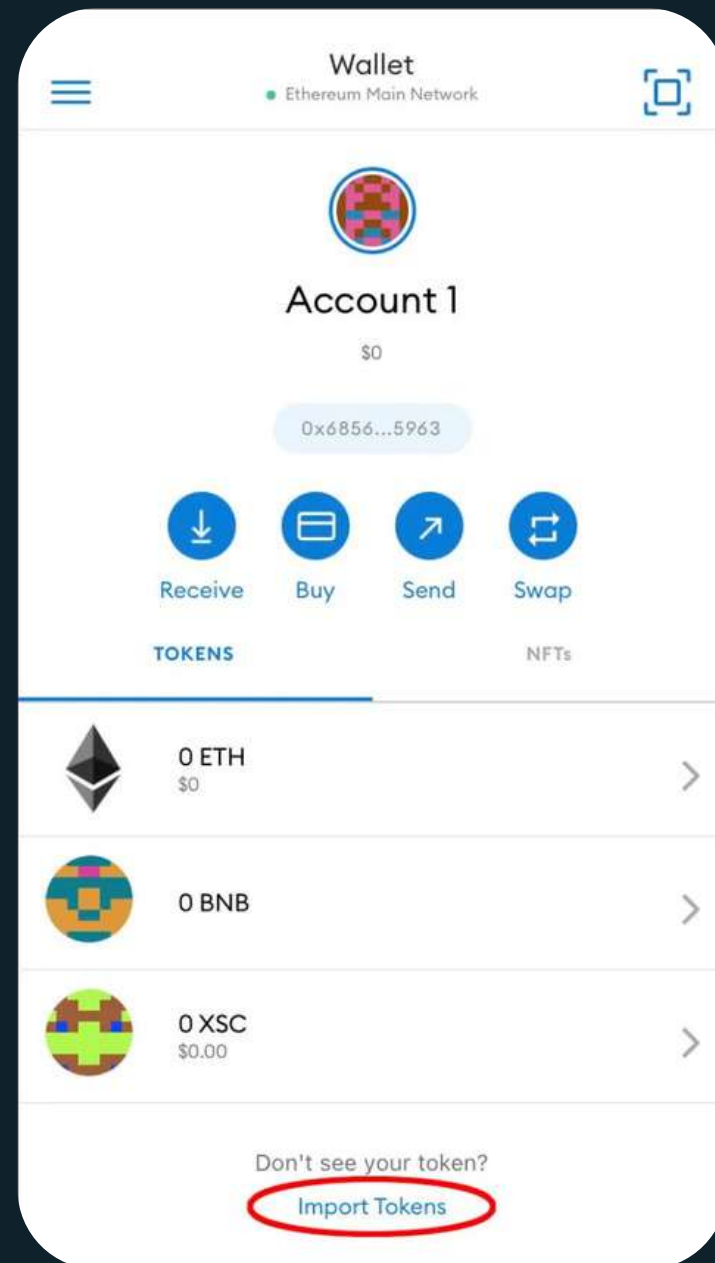 Wallet
Ethereum Main Network
Account 1
$0
0x6856...5963
Receive Buy Send Swap
TOKENS NFTs
0 ETH
$0
0 BNB
0 XSC
$0.00
Don't see your token?
Import Tokens